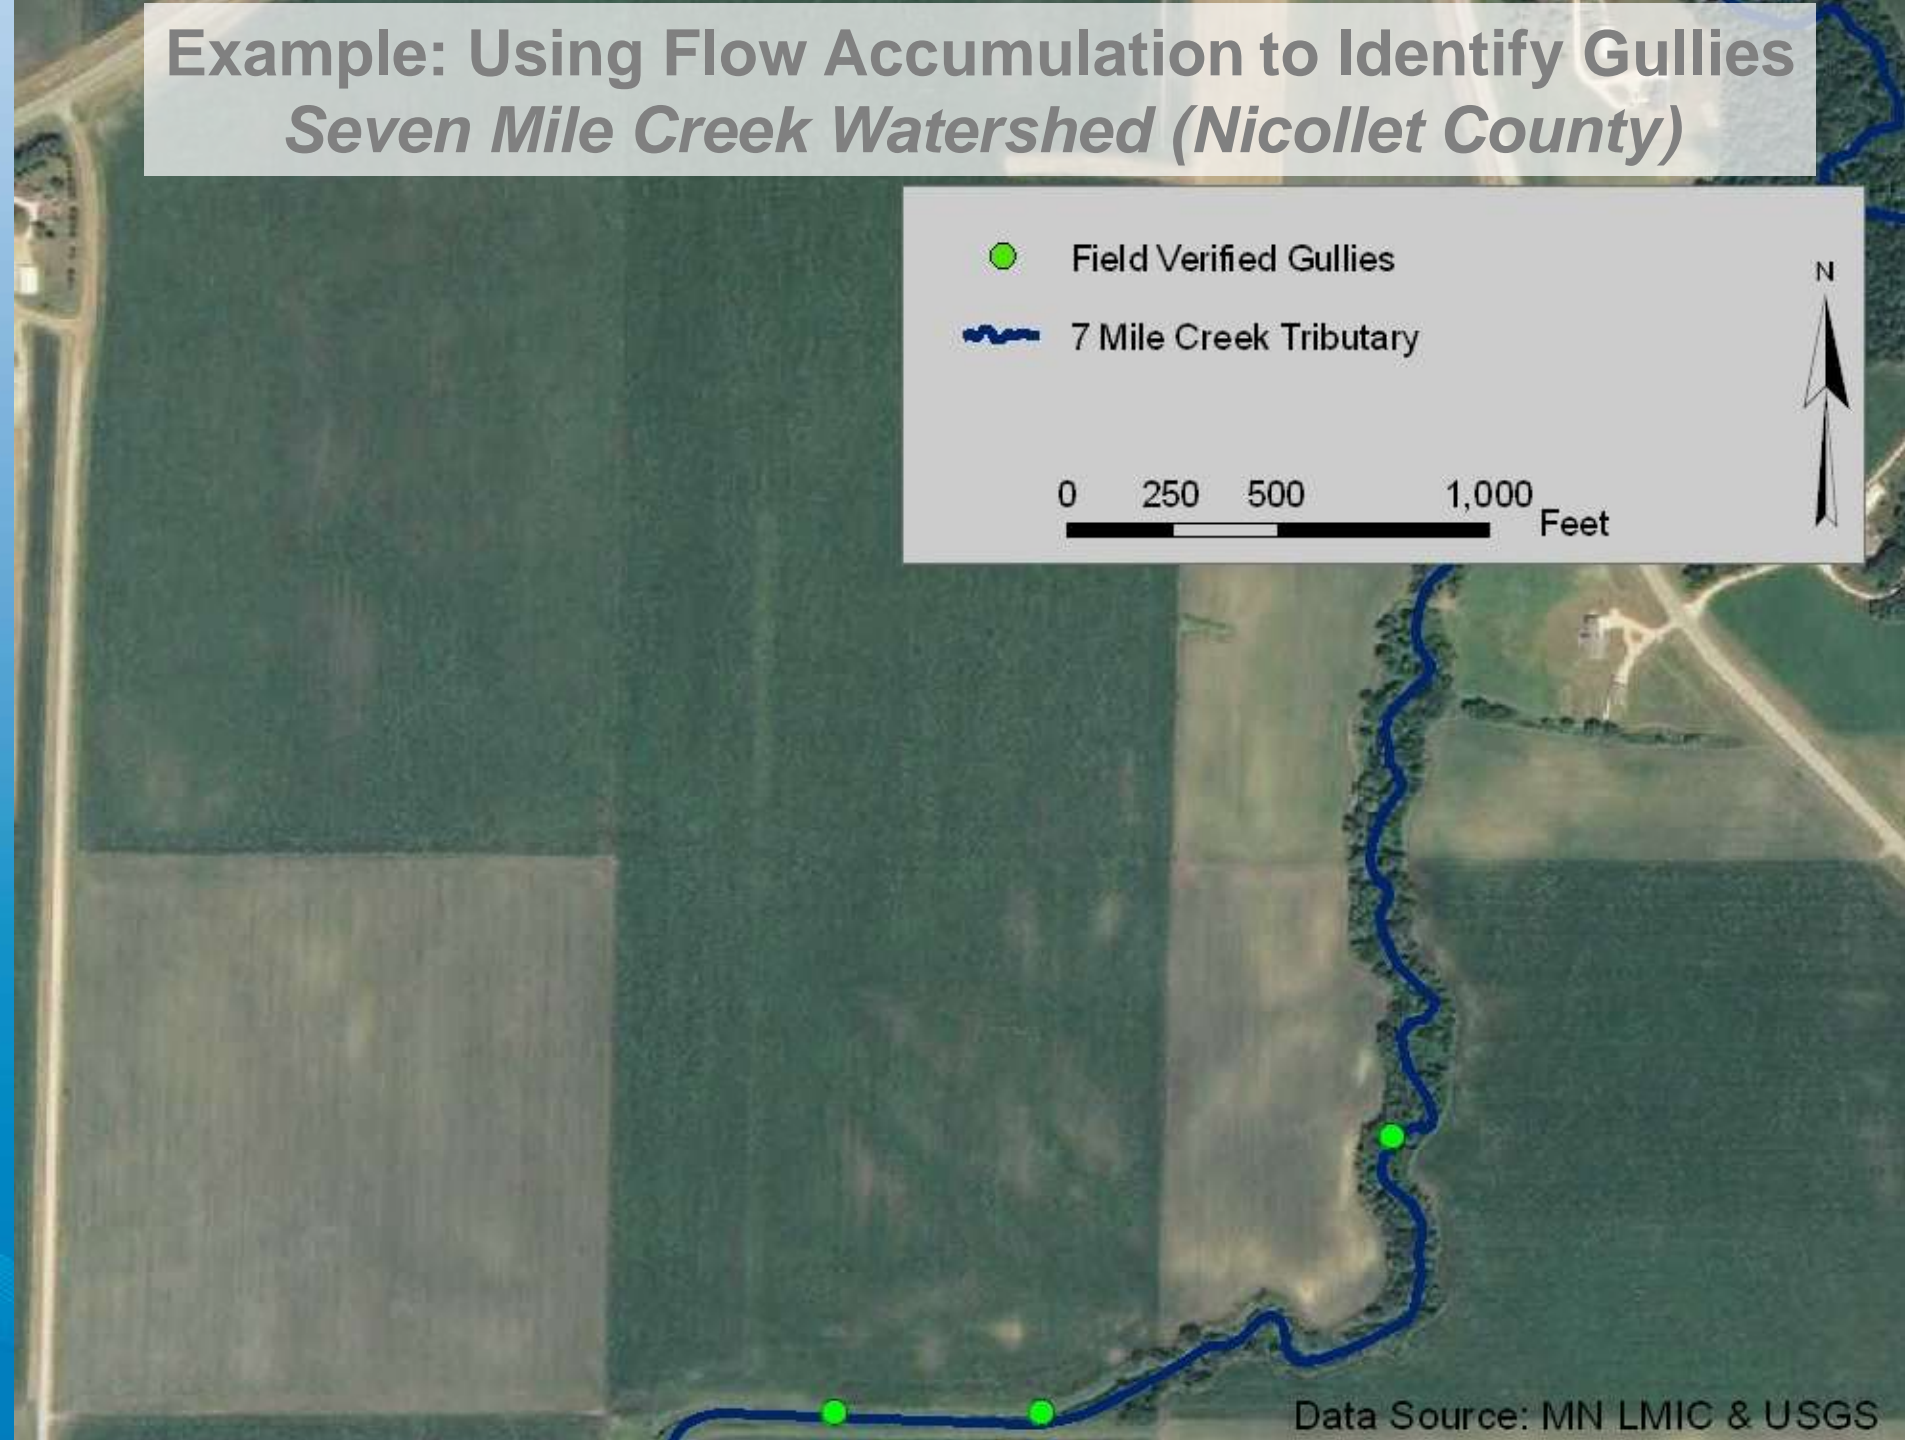 Example: Using Flow Accumulation to Identify Gullies
Seven Mile Creek Watershed (Nicollet County)
Field Verified Gullies
N
7 Mile Creek Tributary
0 250 500 1,000 Feet
Data Source: MN LMIC & USGS